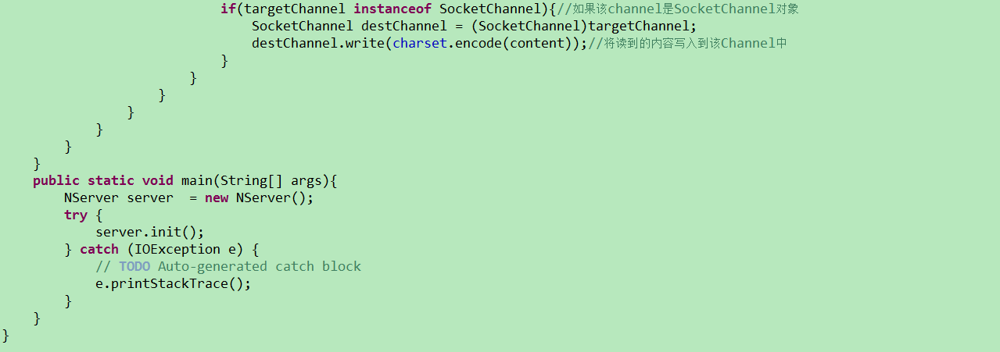 if(targetChannel instanceof SocketChannel){//如果该channel是SocketChannel对象
SocketChannel destChannel = (SocketChannel)targetChannel;
destChannel.write(charset.encode(content));//将读到的内容写入到该Channel中
}
}
}
}
}
}
}
public static void main(String[] args){
NServer server  = new NServer();
try {
server.init();
} catch (IOException e) {
// TODO Auto-generated catch block
e.printStackTrace();
}
}
}